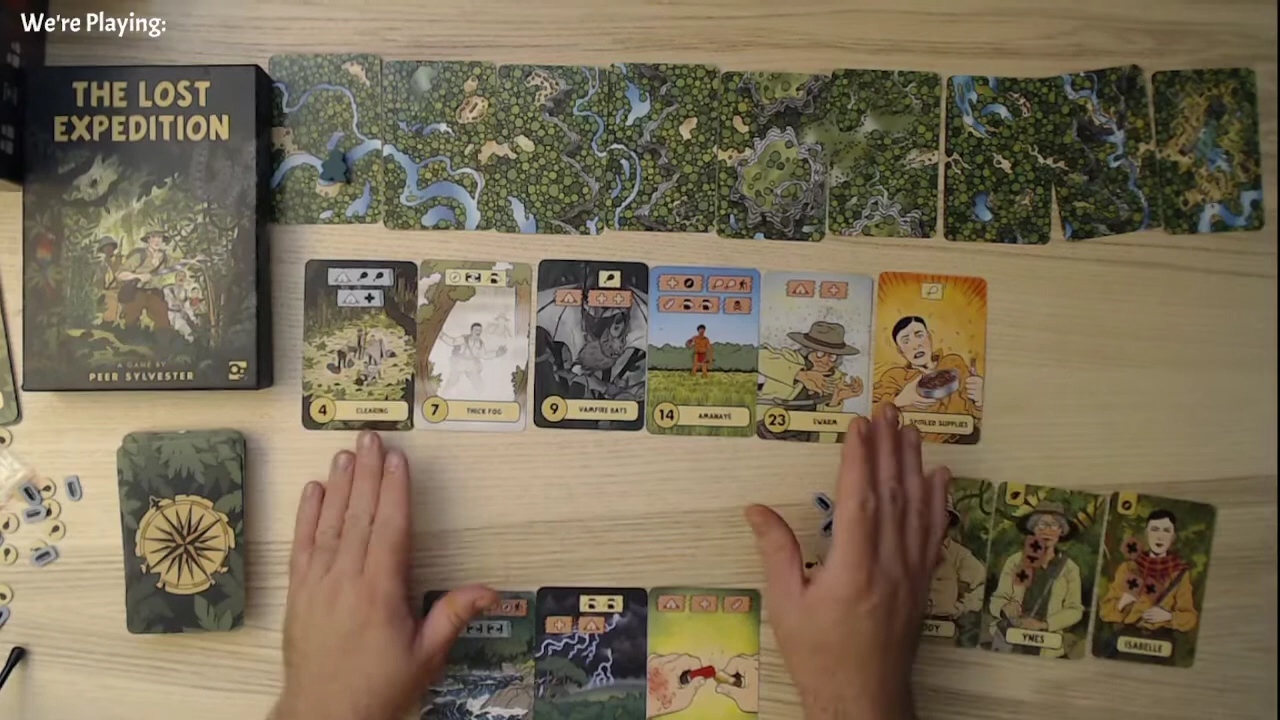 We're Playing:
THE LOST
EXPEDITION
A GAME BY
PEER SYLVESTER
4 CLEARING
7 THICK FOG
9 VAMPIRE BATS
14 AMANAYÉ
23 SWARM
SPOILED SUPPLIES
YNES
ISABELLE